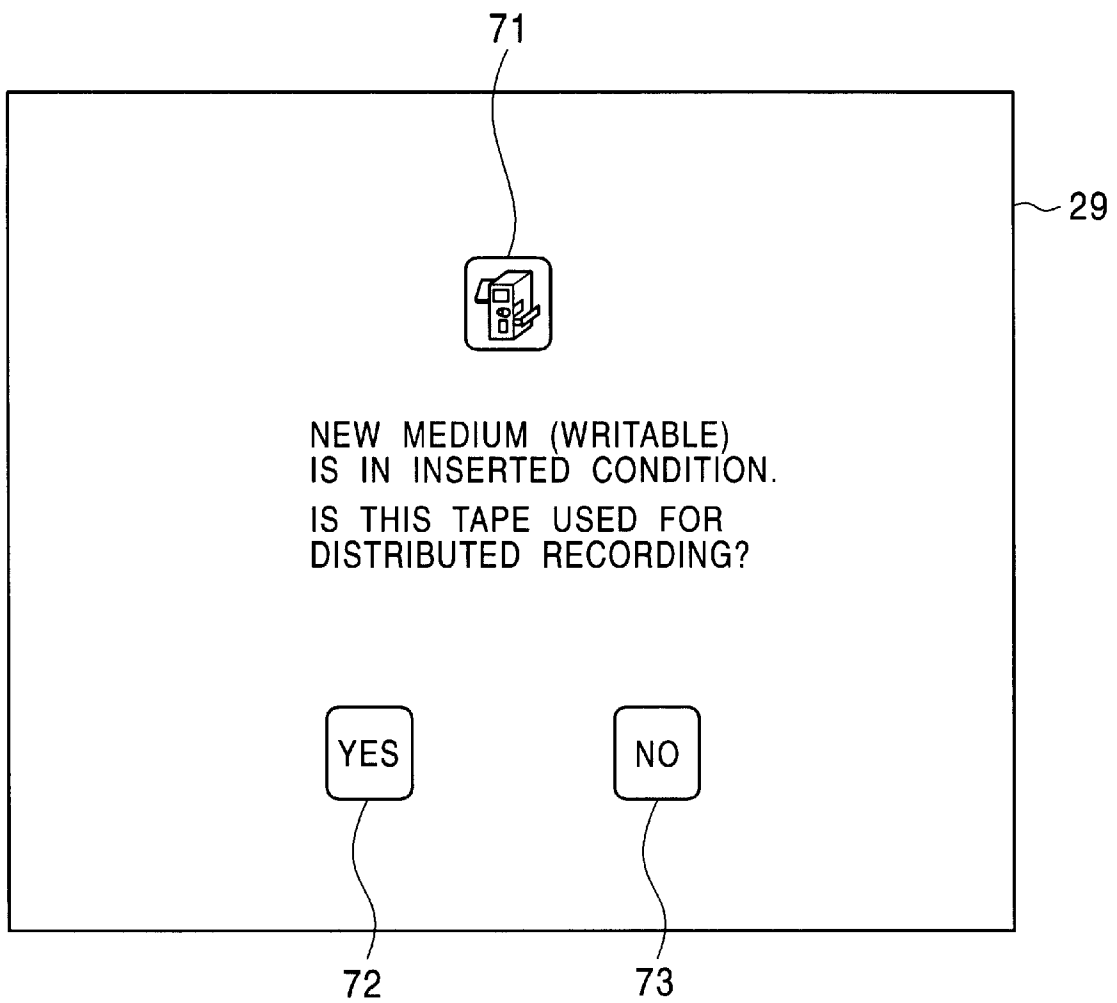 71
29
NEW MEDIUM (WRITABLE)
IS IN INSERTED CONDITION.
IS THIS TAPE USED FOR
DISTRIBUTED RECORDING?
YES
NO
72
73